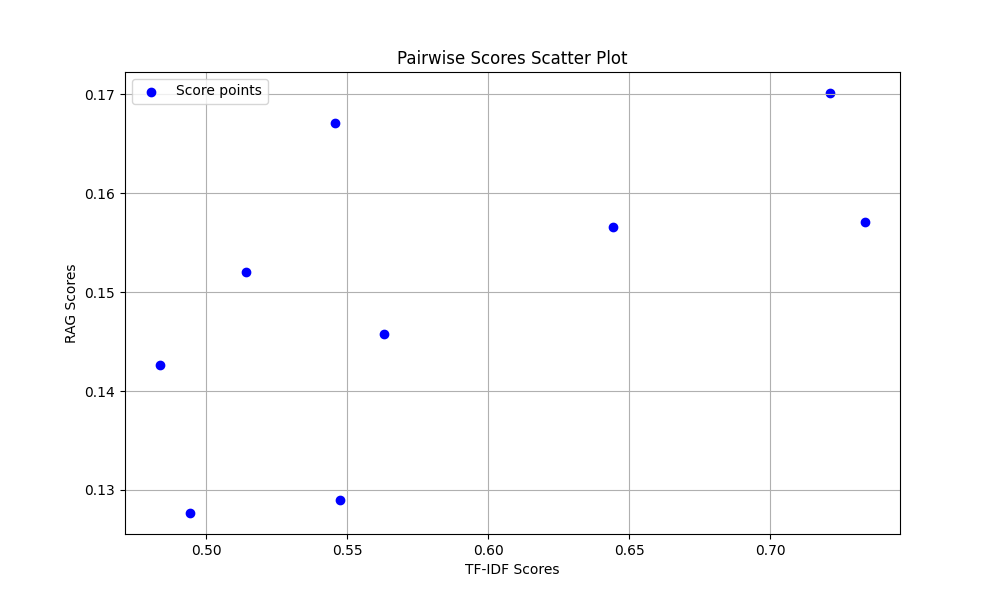 Pairwise Scores Scatter Plot
Score points
0.17
0.16
0.15
0.14
0.13
RAG Scores
0.50 0.55 0.60 0.65 0.70
TF-IDF Scores